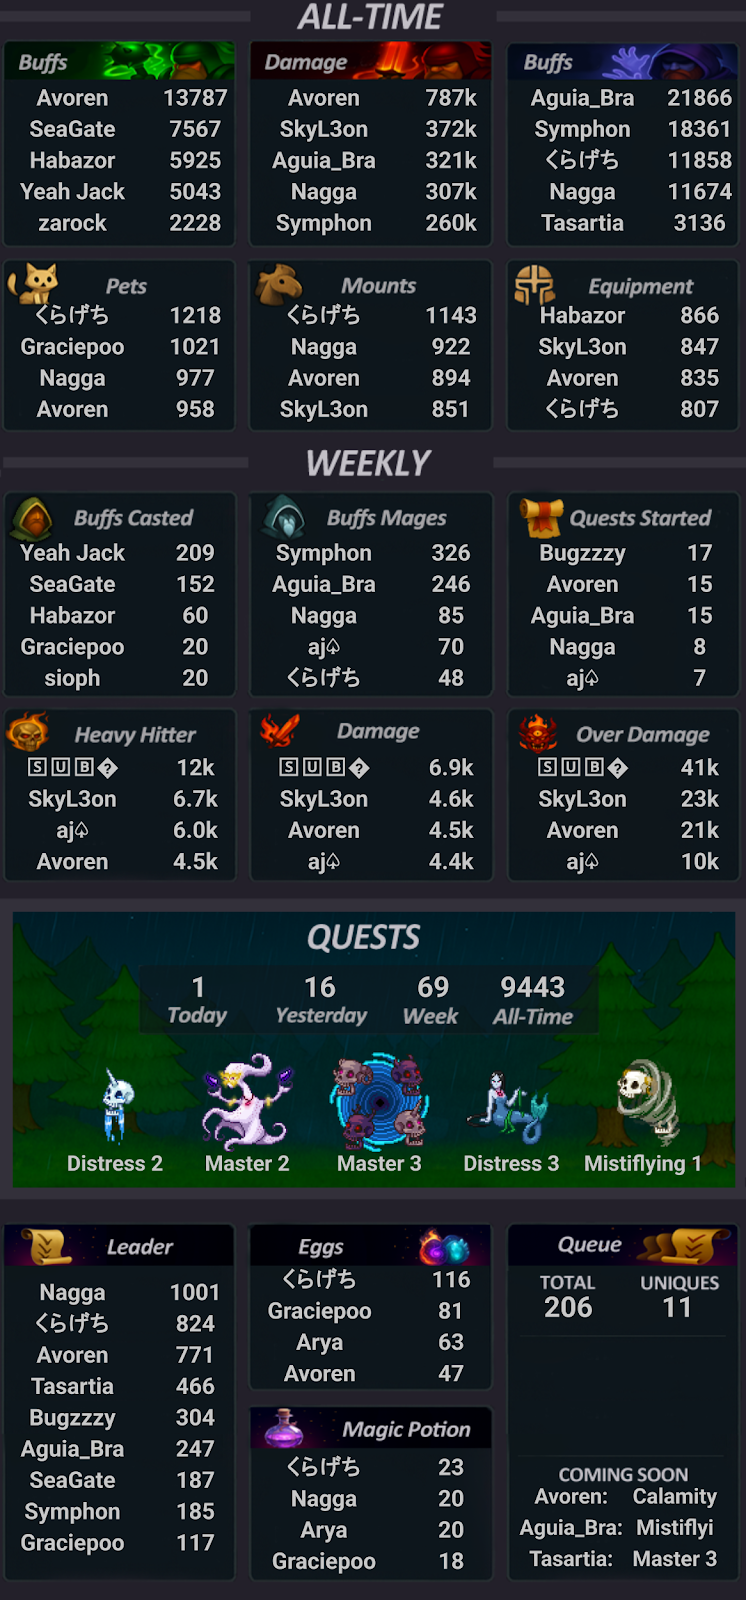 ALL-TIME
Buffs
Avoren 13787
SeaGate 7567
Habazor 5925
Yeah Jack 5043
zarock 2228
Damage
Avoren 787k
SkyL3on 372k
Aguia_Bra 321k
Nagga 307k
Symphon 260k
Buffs
Aguia_Bra 21866
Symphon 18361
くらげち 11858
Nagga 11674
Tasartia 3136
Pets
くらげち 1218
Graciepoo 1021
Nagga 977
Avoren 958
Mounts
くらげち 1143
Nagga 922
Avoren 894
SkyL3on 851
Equipment
Habazor 866
SkyL3on 847
Avoren 835
くらげち 807
WEEKLY
Buffs Casted
Yeah Jack 209
SeaGate 152
Habazor 60
Graciepoo 20
sioph 20
Buffs Mages
Symphon 326
Aguia_Bra 246
Nagga 85
aj♤ 70
くらげち 48
Quests Started
Bugzzzy 17
Avoren 15
Aguia_Bra 15
Nagga 8
aj♤ 7
Heavy Hitter
🅂🅄🄱� 12k
SkyL3on 6.7k
aj♤ 6.0k
Avoren 4.5k
Damage
🅂🅄🄱� 6.9k
SkyL3on 4.6k
Avoren 4.5k
aj♤ 4.4k
Over Damage
🅂🅄🄱� 41k
SkyL3on 23k
Avoren 21k
aj♤ 10k
QUESTS
1 16 69 9443
Today Yesterday Week All-Time
Distress 2 Master 2 Master 3 Distress 3 Mistiflying 1
Leader
Nagga 1001
くらげち 824
Avoren 771
Tasartia 466
Bugzzzy 304
Aguia_Bra 247
SeaGate 187
Symphon 185
Graciepoo 117
Eggs
くらげち 116
Graciepoo 81
Arya 63
Avoren 47
Magic Potion
くらげち 23
Nagga 20
Arya 20
Graciepoo 18
Queue
TOTAL UNIQUES
206 11
COMING SOON
Avoren: Calamity
Aguia_Bra: Mistiflyi
Tasartia: Master 3